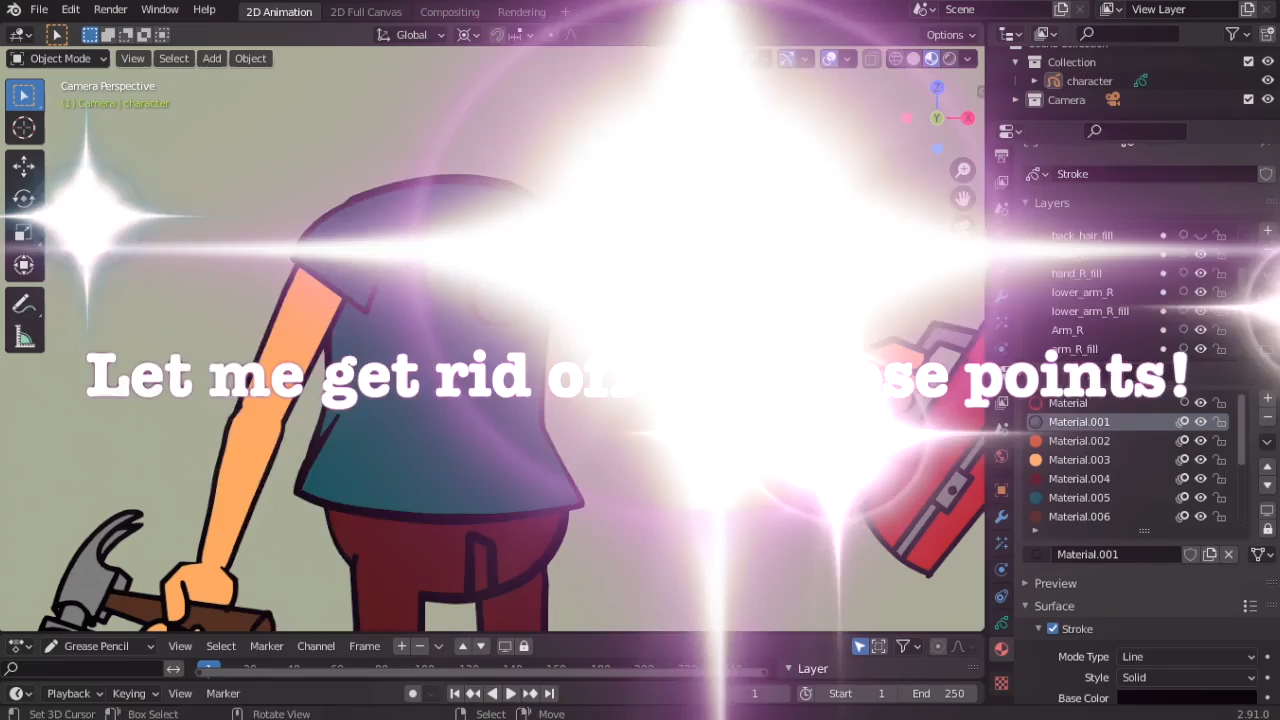 File Edit Render Window Help 2D Animation 2D Full Canvas Compositing Rendering Scene View Layer
Global Options
Object Mode View Select Add Object
Collection
character
Camera
Camera Perspective
(1) Camera | character
Z
Y
X
Stroke
Layers
back_hair_fill
hand_R_fill
lower_arm_R
lower_arm_R_fill
Arm_R
arm_R_fill
Let me get rid points!
Material
Material.001
Material.002
Material.003
Material.004
Material.005
Material.006
Material.001
Preview
Surface
Stroke
Mode Type Line
Style Solid
Base Color
Grease Pencil View Select Marker Channel Frame
1
Layer
Playback Keying View Marker 1 Start 1 End 250
Set 3D Cursor Box Select Rotate View Select Move 2.91.0